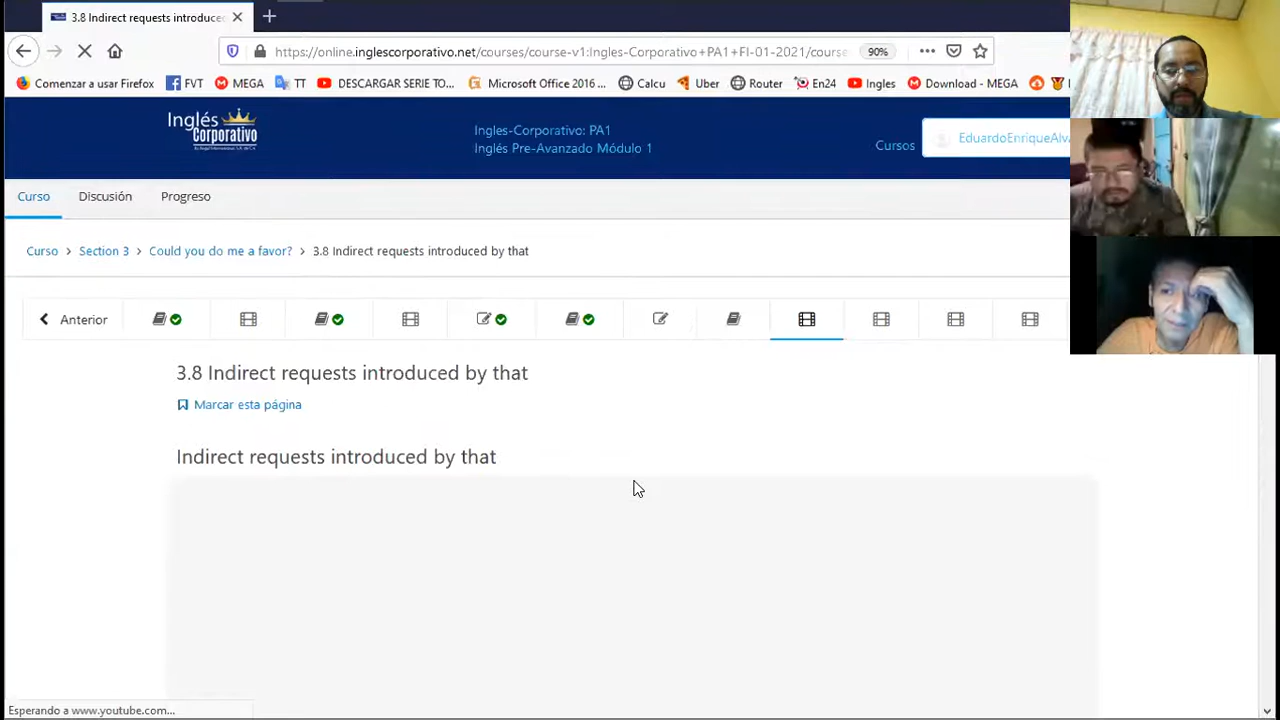 3.8 Indirect requests introduced
https://online.inglescorporativo.net/courses/course-v1:Ingles-Corporativo+PA1+FI-01-2021/course
90%
Comenzar a usar Firefox
FVT
MEGA
TT
DESCARGAR SERIE TO...
Microsoft Office 2016 ...
Calcu
Uber
Router
En24
Ingles
Download - MEGA
Inglés
Corporativo
Ingles-Corporativo: PA1
Inglés Pre-Avanzado Módulo 1
Cursos
EduardoEnriqueAlva
Curso
Discusión
Progreso
Curso > Section 3 > Could you do me a favor? > 3.8 Indirect requests introduced by that
Anterior
3.8 Indirect requests introduced by that
Marcar esta página
Indirect requests introduced by that
Esperando a www.youtube.com...